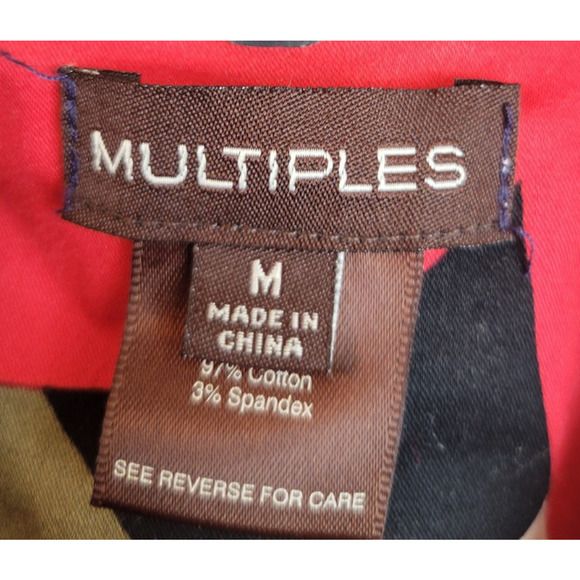 MULTIPLES
M
MADE IN
CHINA
97% Cotton
3% Spandex
SEE REVERSE FOR CARE